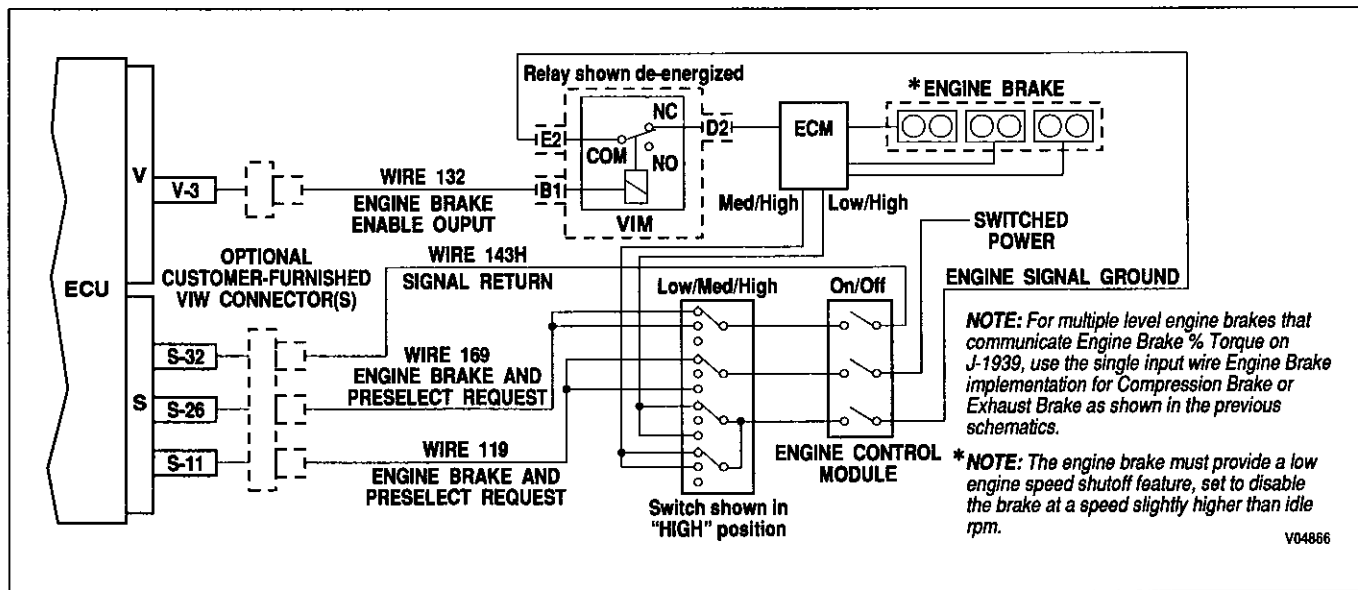 Relay shown de-energized
* ENGINE BRAKE
NC
E2
D2
ECM
COM
NO
V
V-3
WIRE 132
B1
ENGINE BRAKE
ENABLE OUPUT
VIM
Med/High
Low/High
SWITCHED
POWER
OPTIONAL
CUSTOMER-FURNISHED
VIW CONNECTOR(S)
WIRE 143H
SIGNAL RETURN
ENGINE SIGNAL GROUND
ECU
Low/Med/High
On/Off
S-32
WIRE 169
ENGINE BRAKE AND
PRESELECT REQUEST
S
S-26
S-11
WIRE 119
ENGINE BRAKE AND
PRESELECT REQUEST
ENGINE CONTROL
MODULE
Switch shown in
"HIGH" position
NOTE: For multiple level engine brakes that
communicate Engine Brake % Torque on
J-1939, use the single input wire Engine Brake
implementation for Compression Brake or
Exhaust Brake as shown in the previous
schematics.
* NOTE: The engine brake must provide a low
engine speed shutoff feature, set to disable
the brake at a speed slightly higher than idle
rpm.
V04866